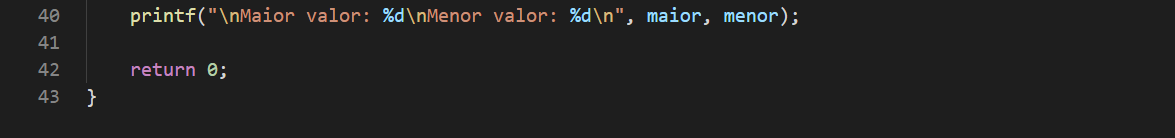 40 printf("\nMaior valor: %d\nMenor valor: %d\n", maior, menor);
41
42 return 0;
43 }